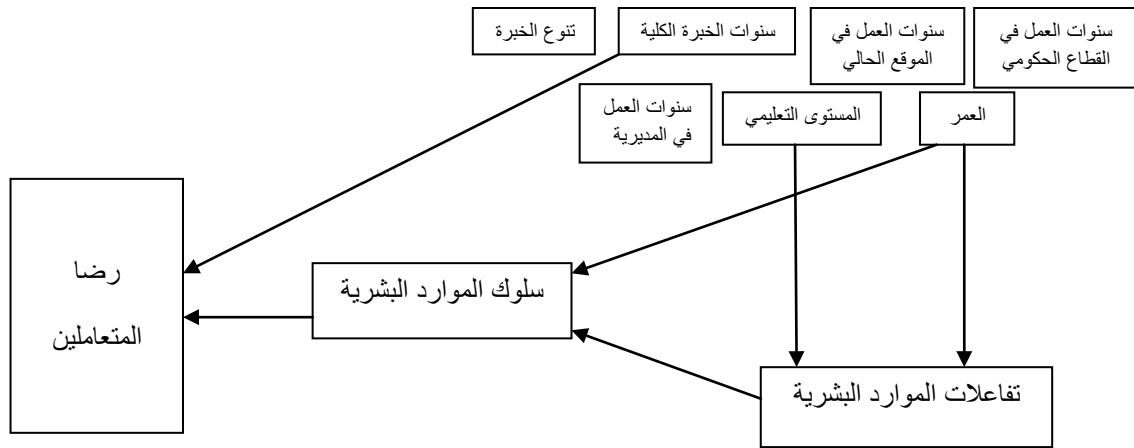 سنوات العمل في
القطاع الحكومي
سنوات العمل في
الموقع الحالي
سنوات الخبرة الكلية
تنوع الخبرة
العمر
المستوى التعليمي
سنوات العمل
في المديرية
رضا
المتعاملين
سلوك الموارد البشرية
تفاعلات الموارد البشرية